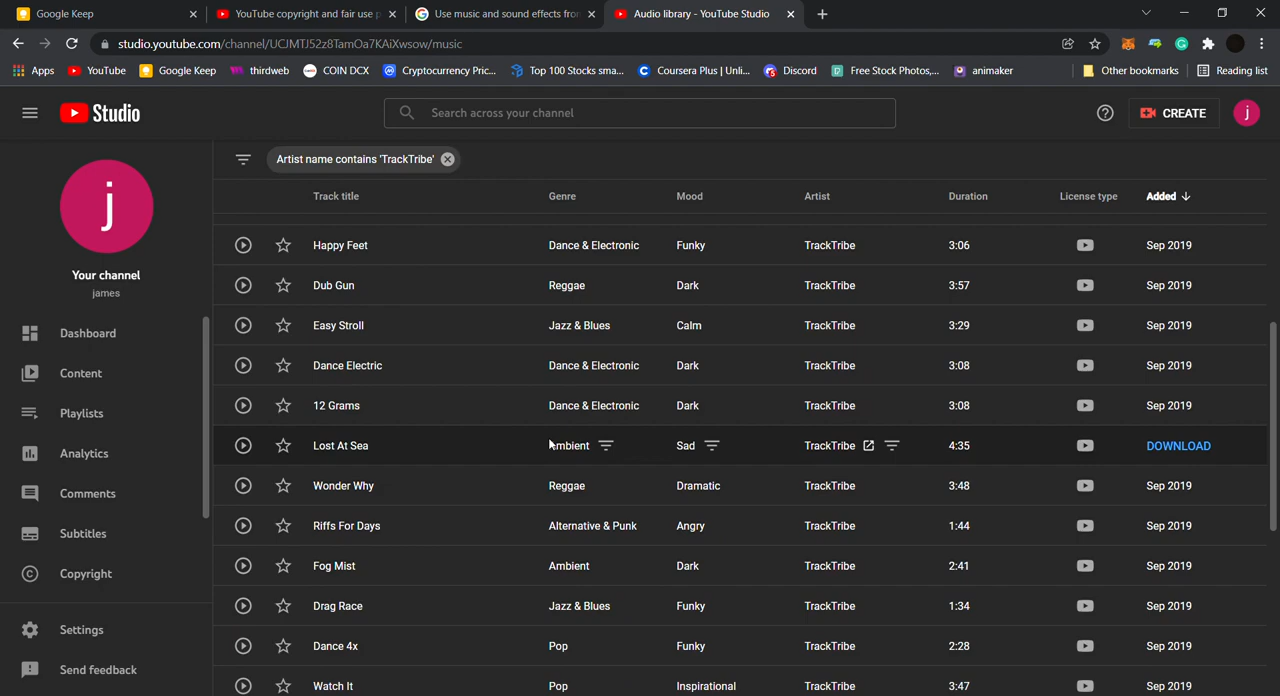 Google Keep
YouTube copyright and fair use p
Use music and sound effects from
Audio library - YouTube Studio
studio.youtube.com/channel/UCJMTJ52z8TamOa7KAiXwsow/music
Apps YouTube Google Keep thirdweb COIN DCX Cryptocurrency Pric... Top 100 Stocks sma... Coursera Plus | Unli... Discord Free Stock Photos,... animaker Other bookmarks Reading list
Studio
Search across your channel
CREATE
j
j
Your channel
james
Dashboard
Content
Playlists
Analytics
Comments
Subtitles
Copyright
Settings
Send feedback
Artist name contains 'TrackTribe'
Track title Genre Mood Artist Duration License type Added
Happy Feet Dance & Electronic Funky TrackTribe 3:06 Sep 2019
Dub Gun Reggae Dark TrackTribe 3:57 Sep 2019
Easy Stroll Jazz & Blues Calm TrackTribe 3:29 Sep 2019
Dance Electric Dance & Electronic Dark TrackTribe 3:08 Sep 2019
12 Grams Dance & Electronic Dark TrackTribe 3:08 Sep 2019
Lost At Sea Ambient Sad TrackTribe 4:35 DOWNLOAD
Wonder Why Reggae Dramatic TrackTribe 3:48 Sep 2019
Riffs For Days Alternative & Punk Angry TrackTribe 1:44 Sep 2019
Fog Mist Ambient Dark TrackTribe 2:41 Sep 2019
Drag Race Jazz & Blues Funky TrackTribe 1:34 Sep 2019
Dance 4x Pop Funky TrackTribe 2:28 Sep 2019
Watch It Pop Inspirational TrackTribe 3:47 Sep 2019